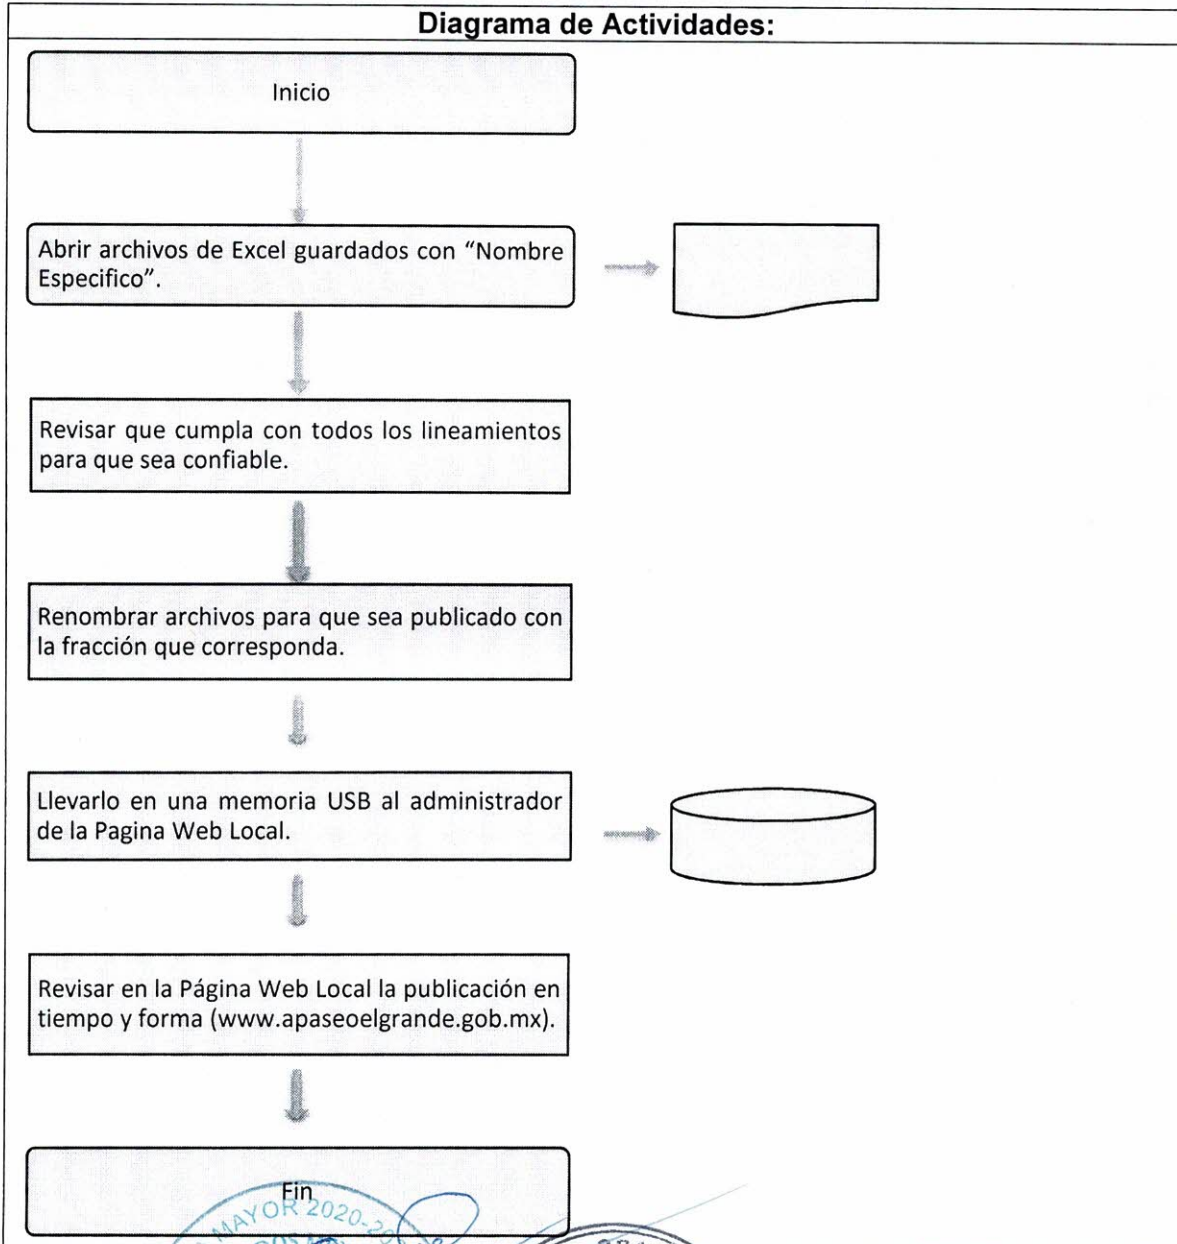 Diagrama de Actividades:
Inicio
Abrir archivos de Excel guardados con “Nombre
Especifico”.
Revisar que cumpla con todos los lineamientos
para que sea confiable.
Renombrar archivos para que sea publicado con
la fracción que corresponda.
Llevarlo en una memoria USB al administrador
de la Pagina Web Local.
Revisar en la Página Web Local la publicación en
tiempo y forma (www.apaseoelgrande.gob.mx).
Fin
MAYOR 2020-20